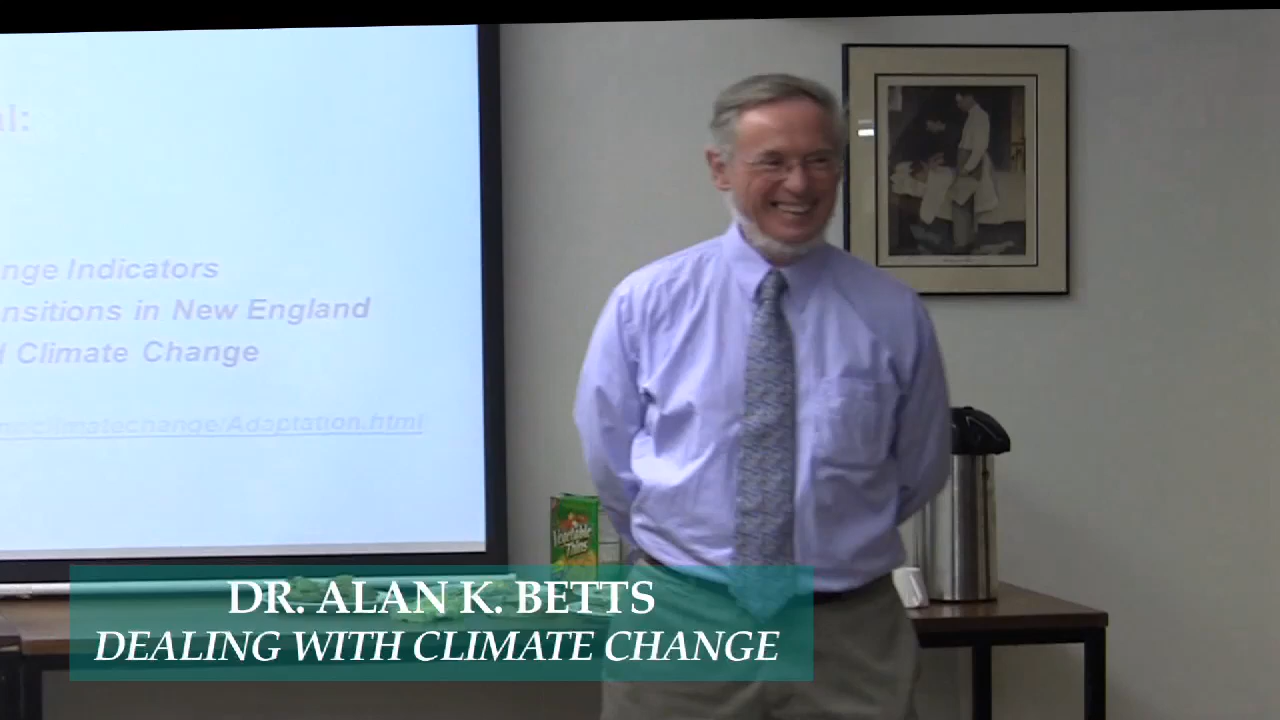 al:
nge Indicators
nsitions in New England
d Climate Change
climatechange/Adaptation.html
Vegetable
Thins
DR. ALAN K. BETTS
DEALING WITH CLIMATE CHANGE